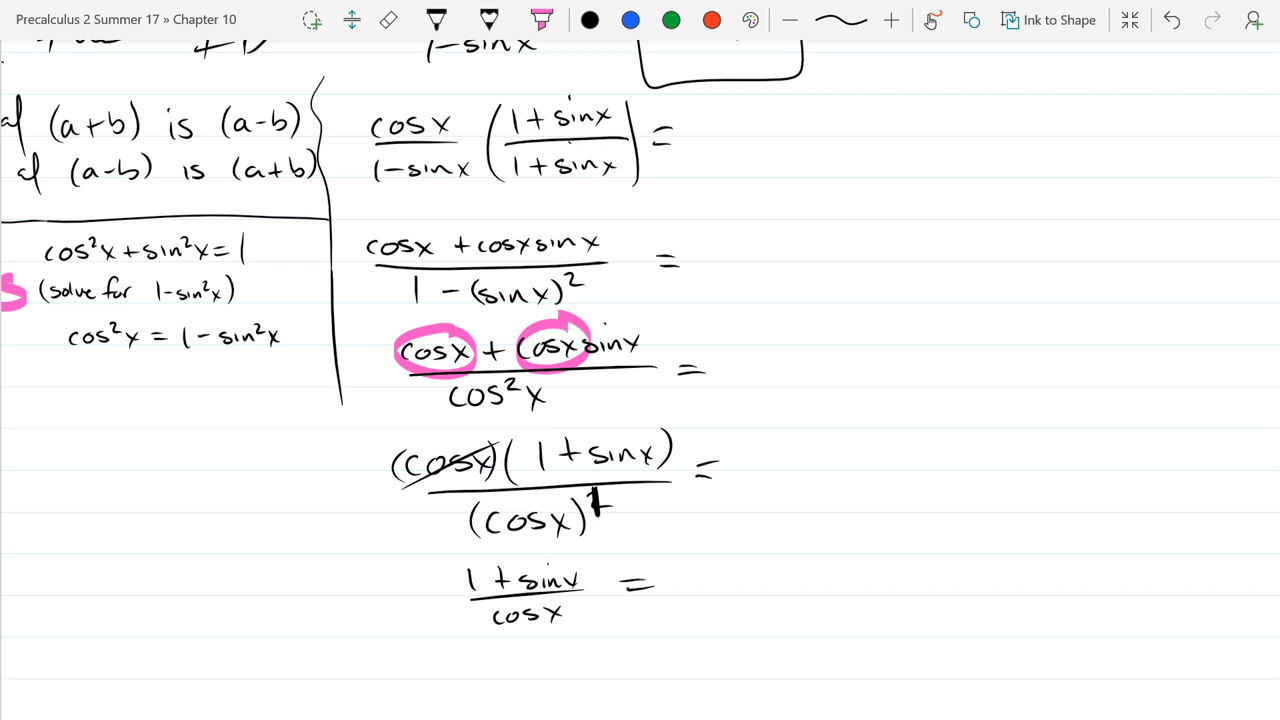 Precalculus 2 Summer 17 » Chapter 10
Ink to Shape
1-sinx
(a+b) is (a-b)
(a-b) is (a+b)
cos²x + sin²x = 1
(solve for 1-sin²x)
cos²x = 1 - sin²x
cosx / 1-sinx (1+sinx / 1+sinx) =
cosx + cosxsinx / 1 - (sinx)² =
cosx + cosxsinx / cos²x =
(cosx)(1+sinx) / (cosx)¹ =
1+sinx / cosx =